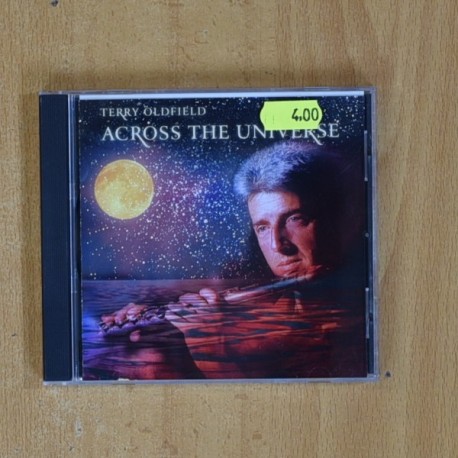 TERRY OLDFIELD
4,00
ACROSS THE UNIVERSE